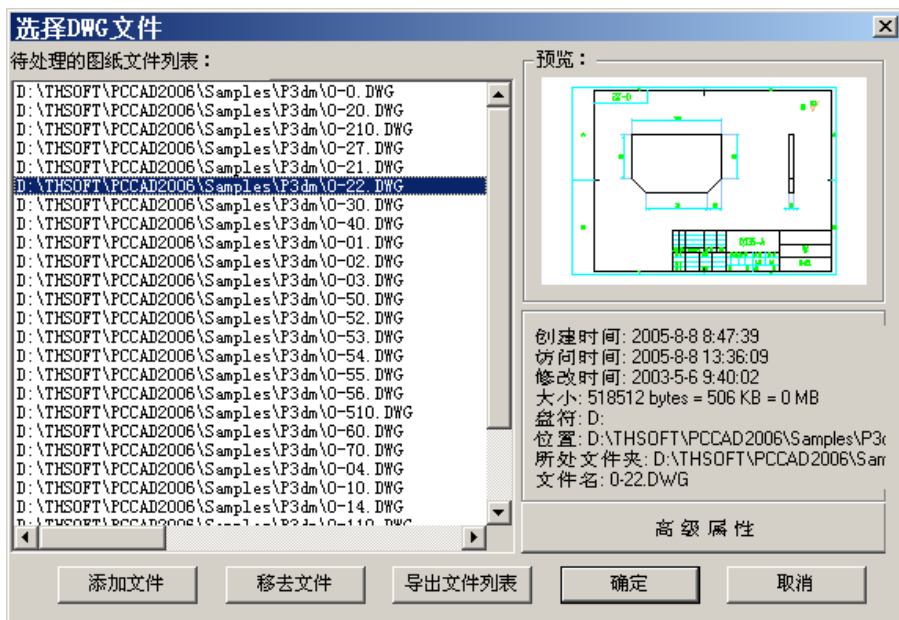 选择DWG文件
待处理的图纸文件列表：
D:\THSOFT\PCCAD2006\Samples\P3dm\0-0.DWG
D:\THSOFT\PCCAD2006\Samples\P3dm\0-20.DWG
D:\THSOFT\PCCAD2006\Samples\P3dm\0-210.DWG
D:\THSOFT\PCCAD2006\Samples\P3dm\0-27.DWG
D:\THSOFT\PCCAD2006\Samples\P3dm\0-21.DWG
D:\THSOFT\PCCAD2006\Samples\P3dm\0-22.DWG
D:\THSOFT\PCCAD2006\Samples\P3dm\0-30.DWG
D:\THSOFT\PCCAD2006\Samples\P3dm\0-40.DWG
D:\THSOFT\PCCAD2006\Samples\P3dm\0-01.DWG
D:\THSOFT\PCCAD2006\Samples\P3dm\0-02.DWG
D:\THSOFT\PCCAD2006\Samples\P3dm\0-03.DWG
D:\THSOFT\PCCAD2006\Samples\P3dm\0-50.DWG
D:\THSOFT\PCCAD2006\Samples\P3dm\0-52.DWG
D:\THSOFT\PCCAD2006\Samples\P3dm\0-53.DWG
D:\THSOFT\PCCAD2006\Samples\P3dm\0-54.DWG
D:\THSOFT\PCCAD2006\Samples\P3dm\0-55.DWG
D:\THSOFT\PCCAD2006\Samples\P3dm\0-56.DWG
D:\THSOFT\PCCAD2006\Samples\P3dm\0-510.DWG
D:\THSOFT\PCCAD2006\Samples\P3dm\0-60.DWG
D:\THSOFT\PCCAD2006\Samples\P3dm\0-70.DWG
D:\THSOFT\PCCAD2006\Samples\P3dm\0-04.DWG
D:\THSOFT\PCCAD2006\Samples\P3dm\0-10.DWG
D:\THSOFT\PCCAD2006\Samples\P3dm\0-14.DWG
D:\THSOFT\PCCAD2006\Samples\P3dm\0-110.DWG
预览：
创建时间: 2005-8-8 8:47:39
访问时间: 2005-8-8 13:36:09
修改时间: 2003-5-6 9:40:02
大小: 518512 bytes = 506 KB = 0 MB
盘符: D:
位置: D:\THSOFT\PCCAD2006\Samples\P3d
所处文件夹: D:\THSOFT\PCCAD2006\Sam
文件名: 0-22.DWG
高级属性
添加文件
移去文件
导出文件列表
确定
取消